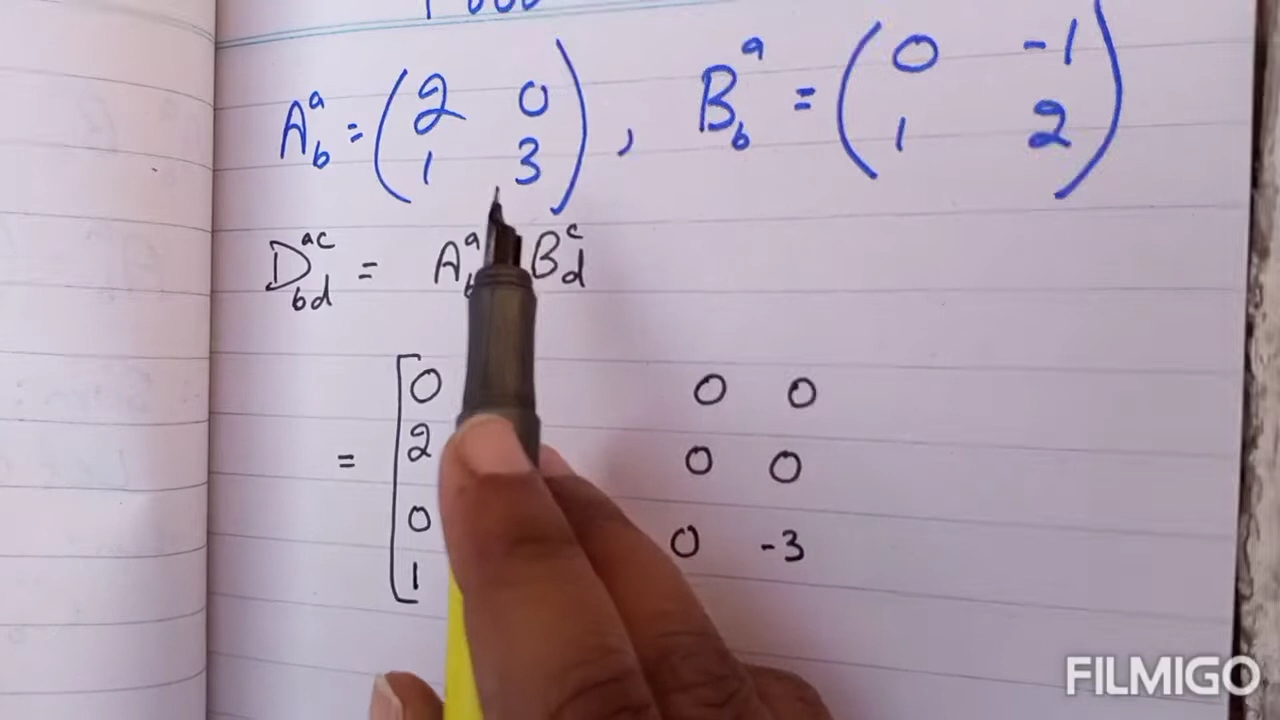 A^a_b = (2 0 , B^a_b = (0 -1
1 3) 1 2)
D^ac_bd = A^a B^c_d
[0 0 0
= 2 0 0
0 0 -3
1
FILMIGO